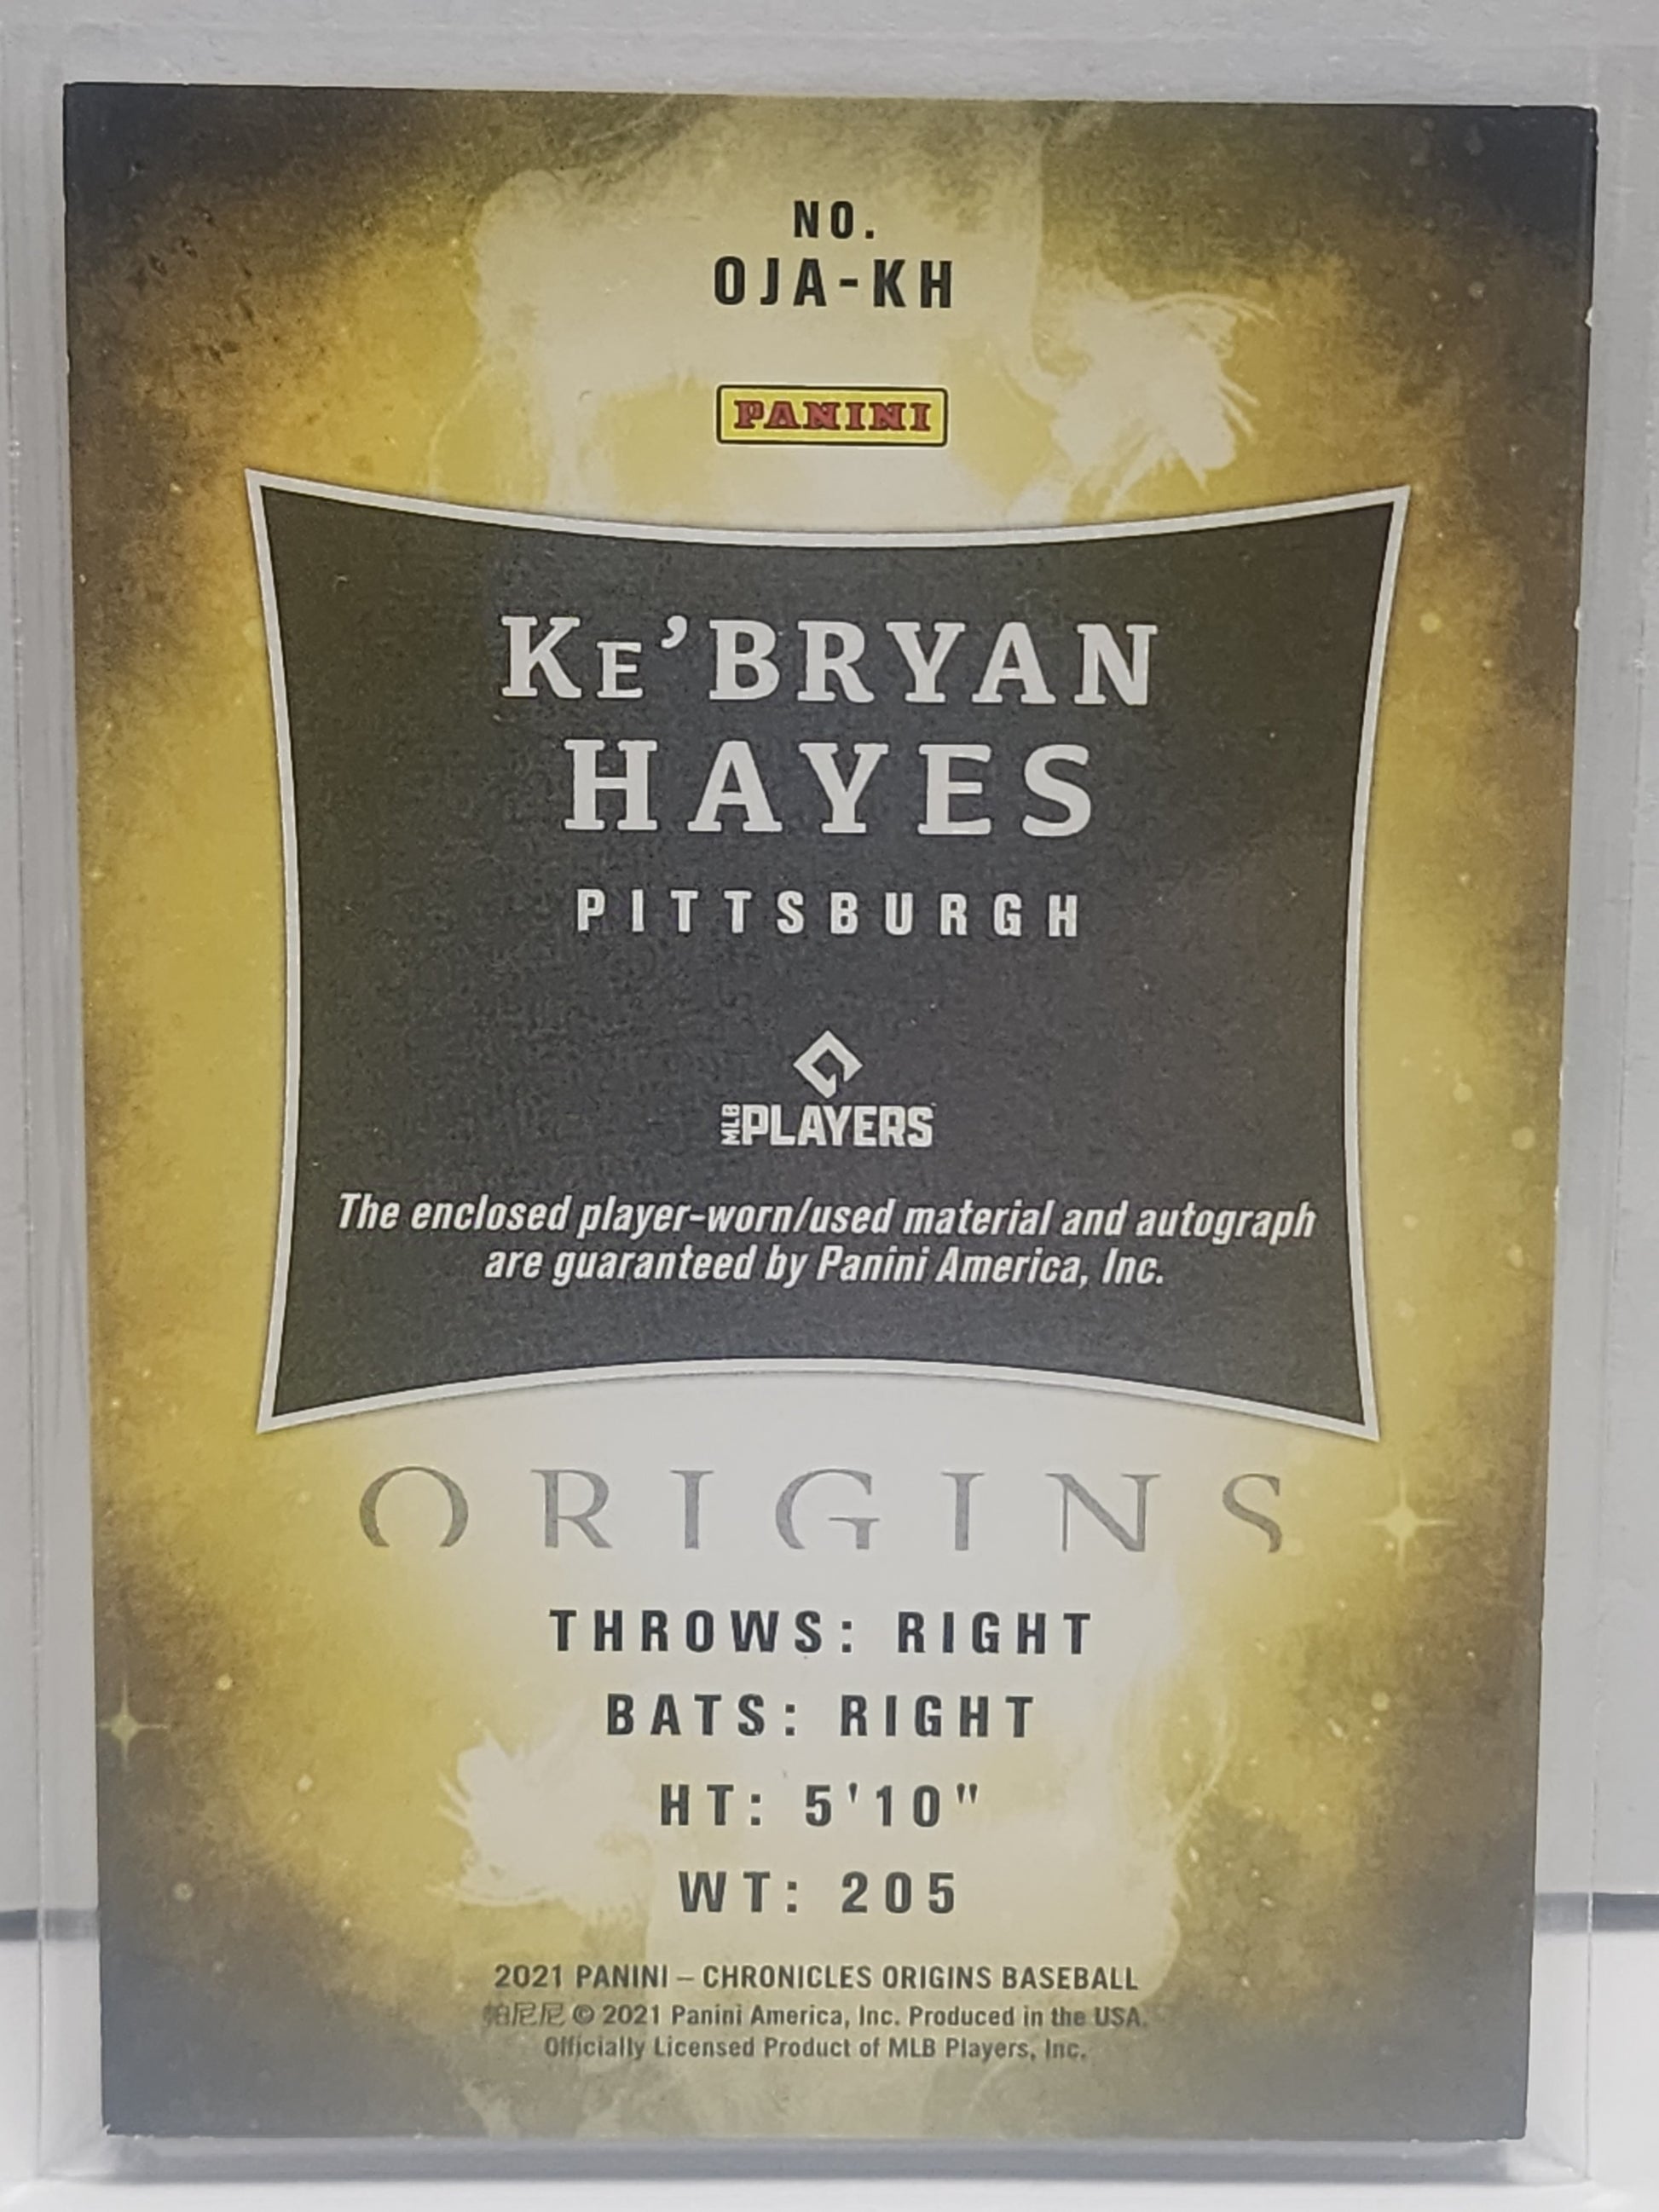 NO.
OJA-KH
PANINI
KE'BRYAN
HAYES
PITTSBURGH
MLB PLAYERS
The enclosed player-worn/used material and autograph
are guaranteed by Panini America, Inc.
ORIGINS
THROWS: RIGHT
BATS: RIGHT
HT: 5'10"
WT: 205
2021 PANINI – CHRONICLES ORIGINS BASEBALL
帕尼尼 © 2021 Panini America, Inc. Produced in the USA.
Officially Licensed Product of MLB Players, Inc.